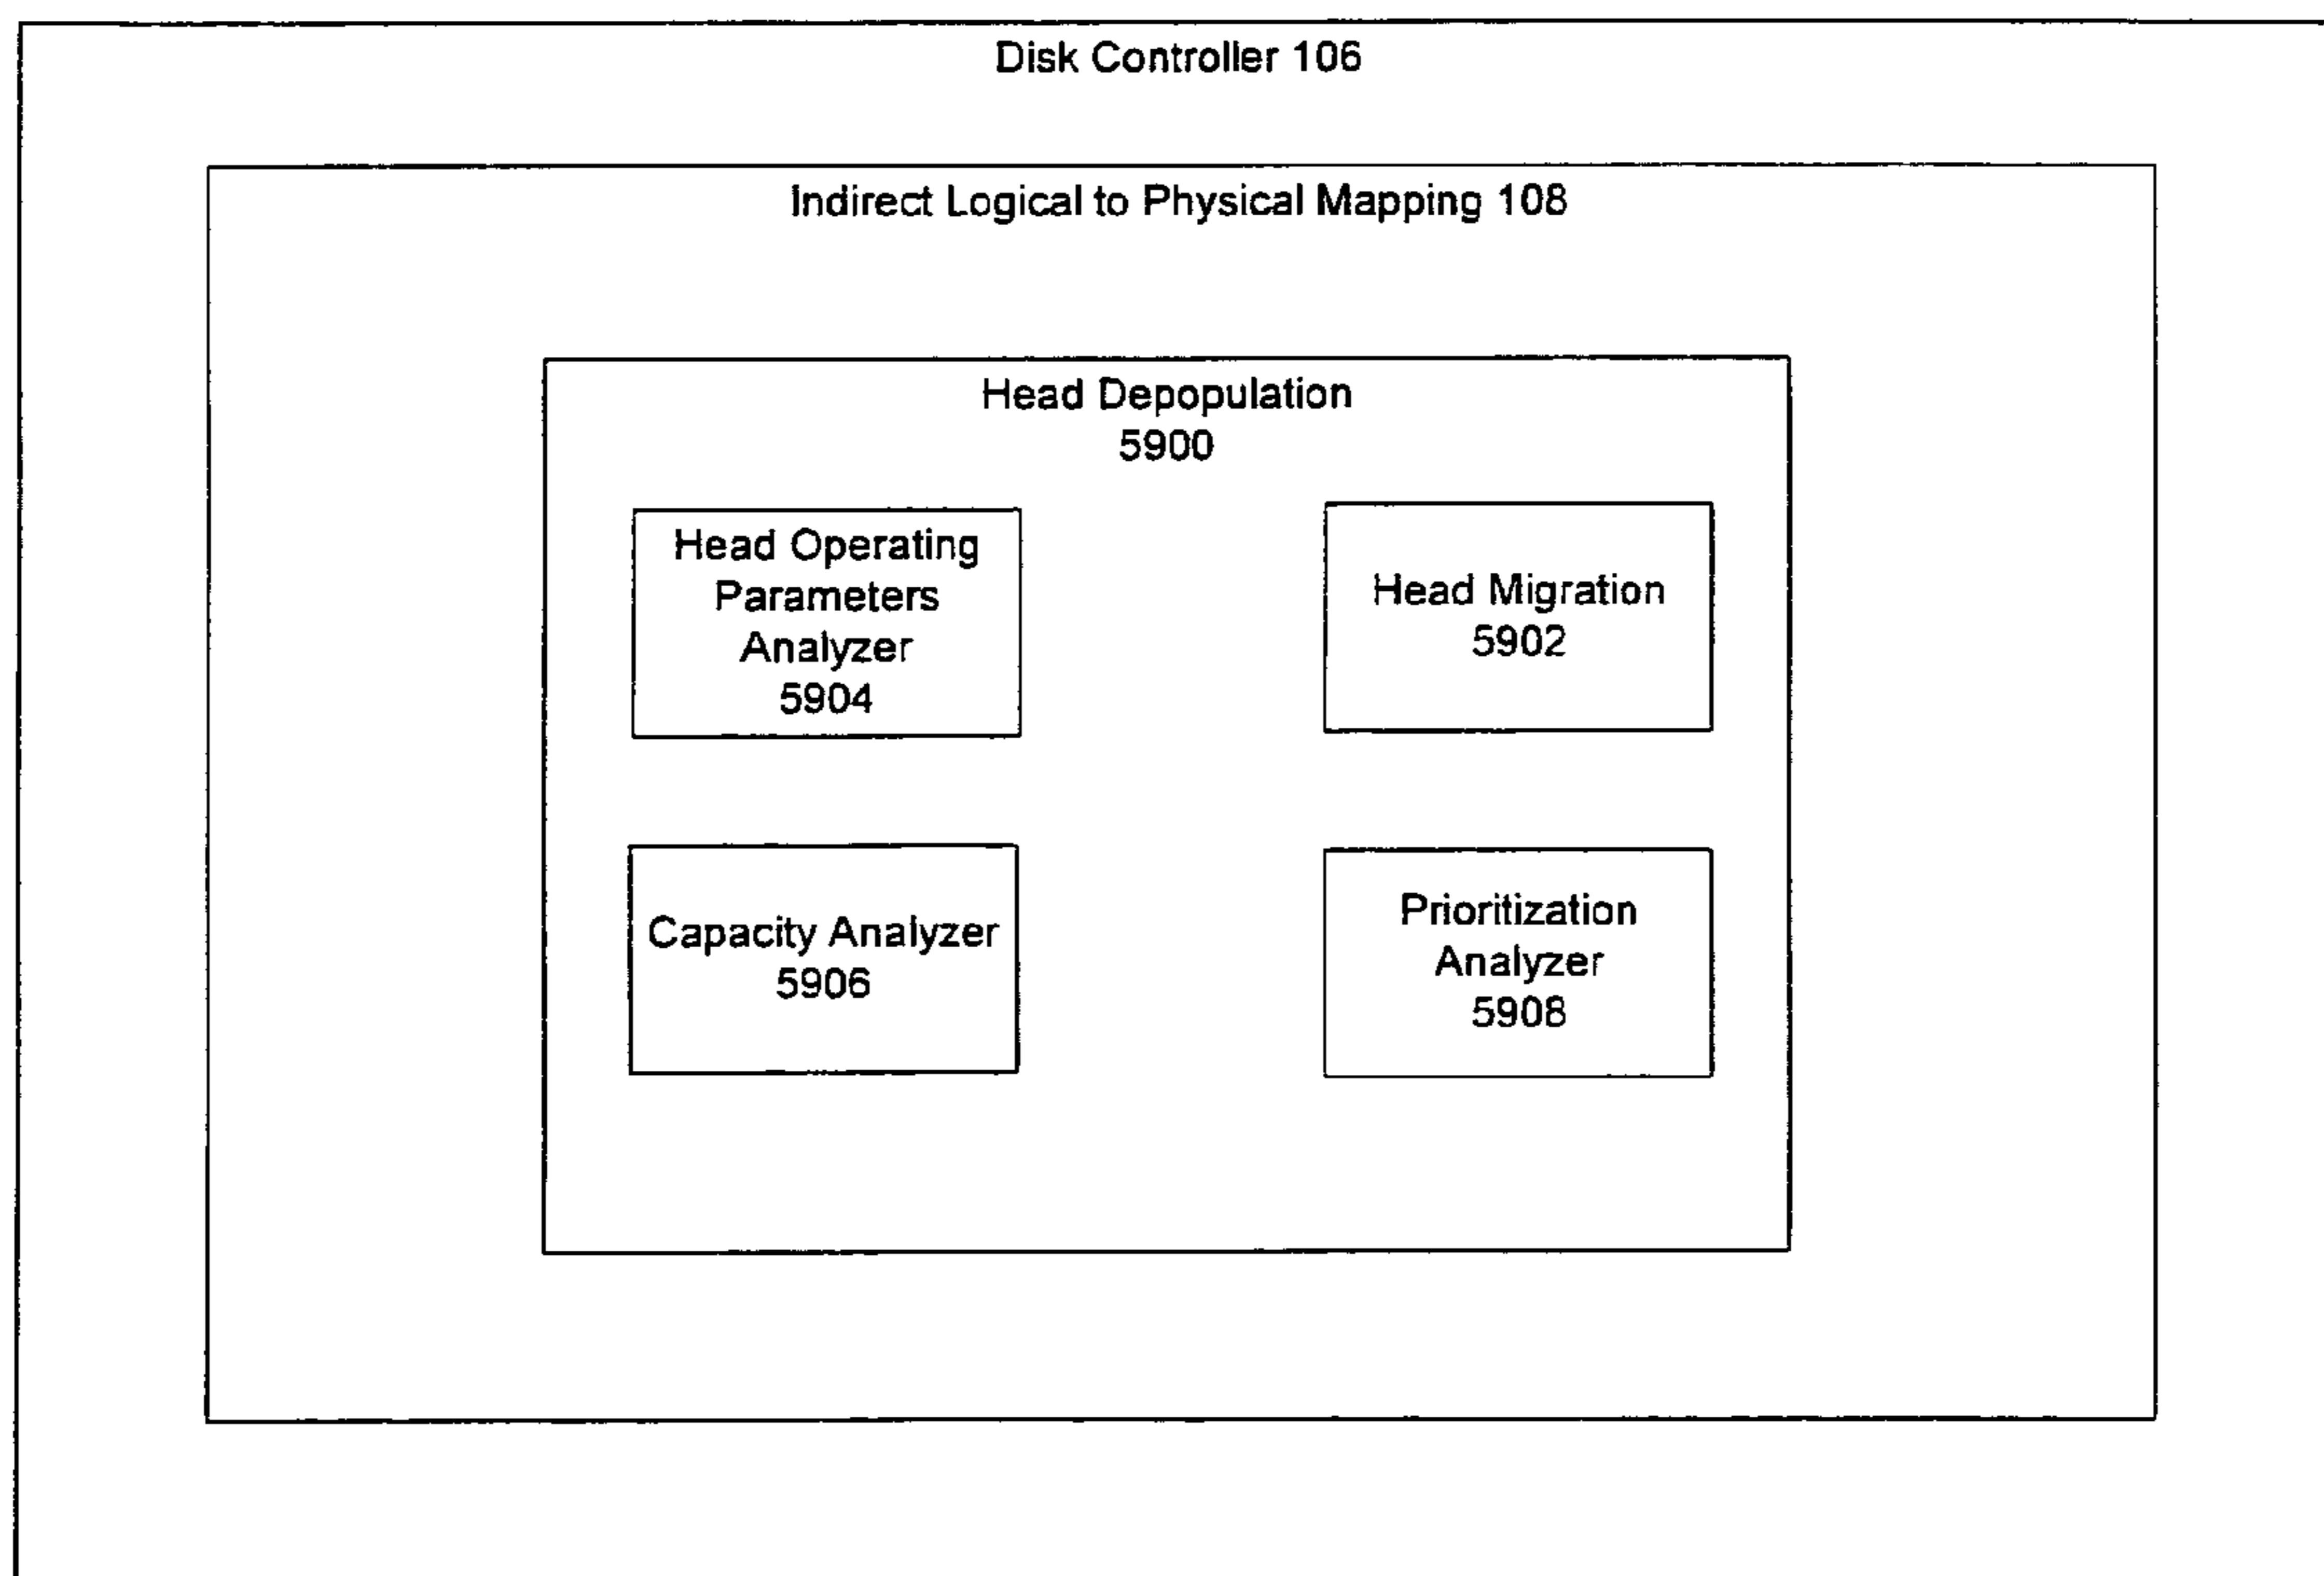 Disk Controller 106
Indirect Logical to Physical Mapping 108
Head Depopulation
5900
Head Operating
Parameters
Analyzer
5904
Head Migration
5902
Capacity Analyzer
5906
Prioritization
Analyzer
5908